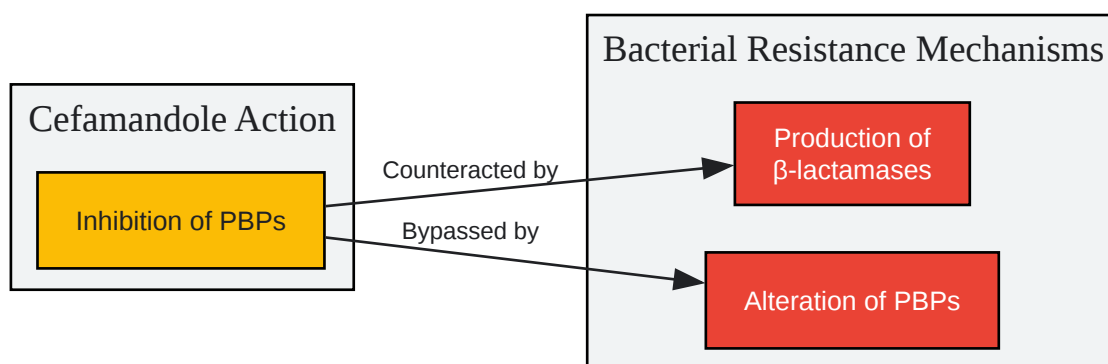 Bacterial Resistance Mechanisms
Cefamandole Action
Production of
β-lactamases
Counteracted by
Inhibition of PBPs
Bypassed by
Alteration of PBPs